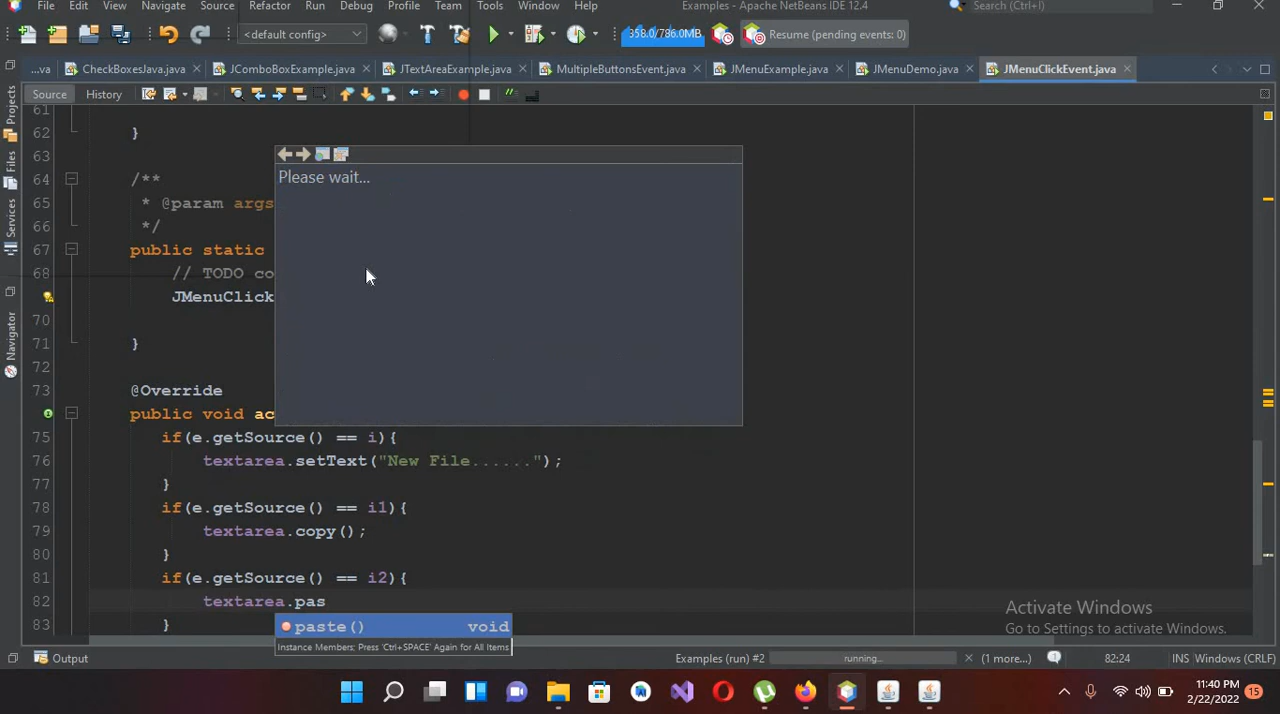 File Edit View Navigate Source Refactor Run Debug Profile Team Tools Window Help Examples - Apache NetBeans IDE 12.4 Search (Ctrl+I)
<default config> 358.0/786.0MB Resume (pending events: 0)
...va CheckBoxesJava.java JComboBoxExample.java JTextAreaExample.java MultipleButtonsEvent.java JMenuExample.java JMenuDemo.java JMenuClickEvent.java
Source History
61
62 }
63
64 /**
65 * @param args
66 */
67 public static
68 // TODO co
JMenuClick
70
71 }
72
73 @Override
public void ac
75 if(e.getSource() == i){
76 textarea.setText("New File......");
77 }
78 if(e.getSource() == i1){
79 textarea.copy();
80 }
81 if(e.getSource() == i2){
82 textarea.pas
83 }
Please wait...
paste() void
Instance Members; Press 'Ctrl+SPACE' Again for All Items
Projects
Files
Services
Navigator
Activate Windows
Go to Settings to activate Windows.
Output Examples (run) #2 running... (1 more...) 82:24 INS Windows (CRLF)
11:40 PM
2/22/2022 15